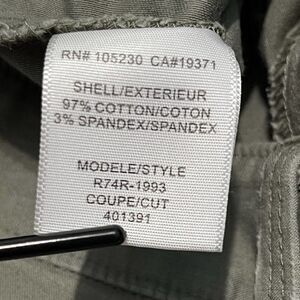 RN# 105230 CA#19371
SHELL/EXTERIEUR
97% COTTON/COTON
3% SPANDEX/SPANDEX
MODELE/STYLE
R74R-1993
COUPE/CUT
401391